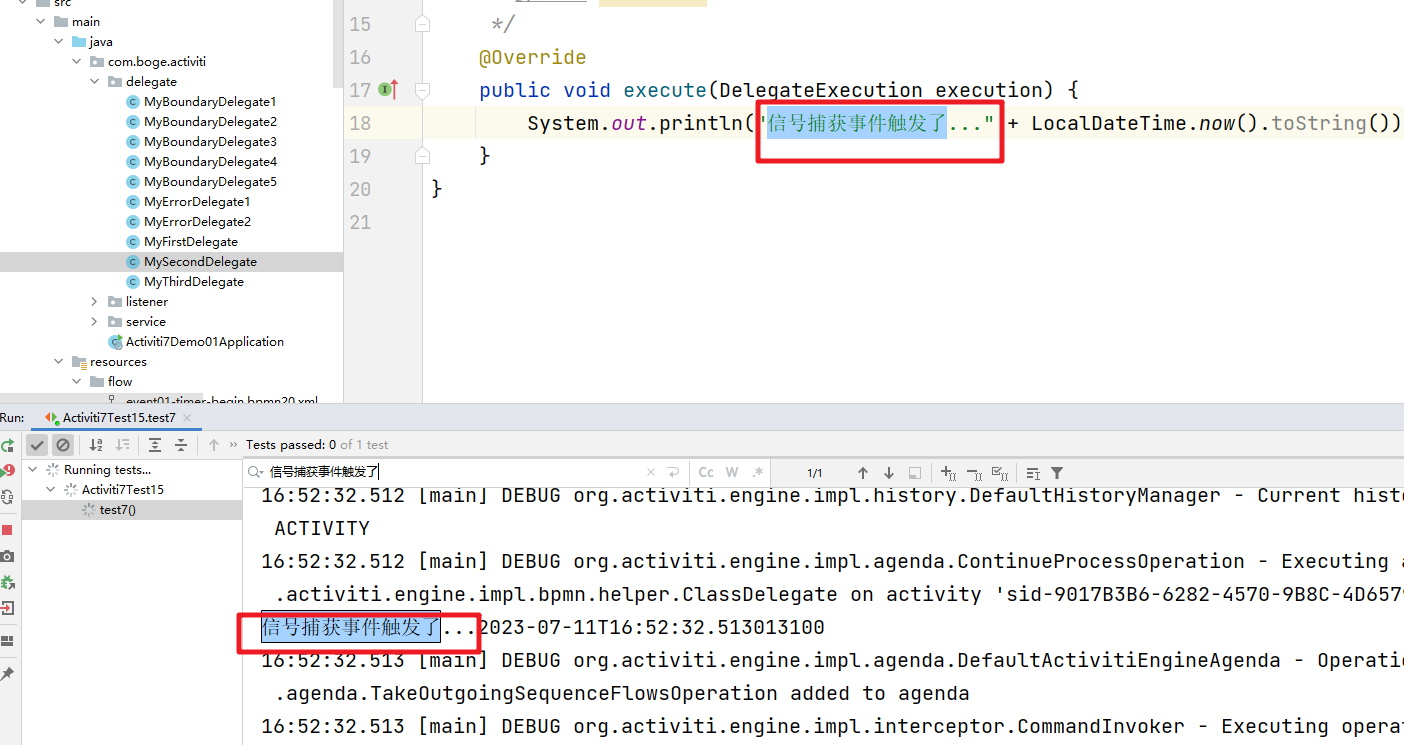 src
main
java
com.boge.activiti
delegate
MyBoundaryDelegate1
MyBoundaryDelegate2
MyBoundaryDelegate3
MyBoundaryDelegate4
MyBoundaryDelegate5
MyErrorDelegate1
MyErrorDelegate2
MyFirstDelegate
MySecondDelegate
MyThirdDelegate
listener
service
Activiti7Demo01Application
resources
flow
event01-timer-begin.bpmn20.xml
15 */
16 @Override
17 public void execute(DelegateExecution execution) {
18 System.out.println("信号捕获事件触发了..." + LocalDateTime.now().toString())
19 }
20 }
21
Run: Activiti7Test15.test7
Tests passed: 0 of 1 test
Running tests...
Activiti7Test15
test7()
信号捕获事件触发了
Cc W .* 1/1
16:52:32.512 [main] DEBUG org.activiti.engine.impl.history.DefaultHistoryManager - Current histo
ACTIVITY
16:52:32.512 [main] DEBUG org.activiti.engine.impl.agenda.ContinueProcessOperation - Executing a
.activiti.engine.impl.bpmn.helper.ClassDelegate on activity 'sid-9017B3B6-6282-4570-9B8C-4D6579
信号捕获事件触发了...2023-07-11T16:52:32.513013100
16:52:32.513 [main] DEBUG org.activiti.engine.impl.agenda.DefaultActivitiEngineAgenda - Operatio
.agenda.TakeOutgoingSequenceFlowsOperation added to agenda
16:52:32.513 [main] DEBUG org.activiti.engine.impl.interceptor.CommandInvoker - Executing operat